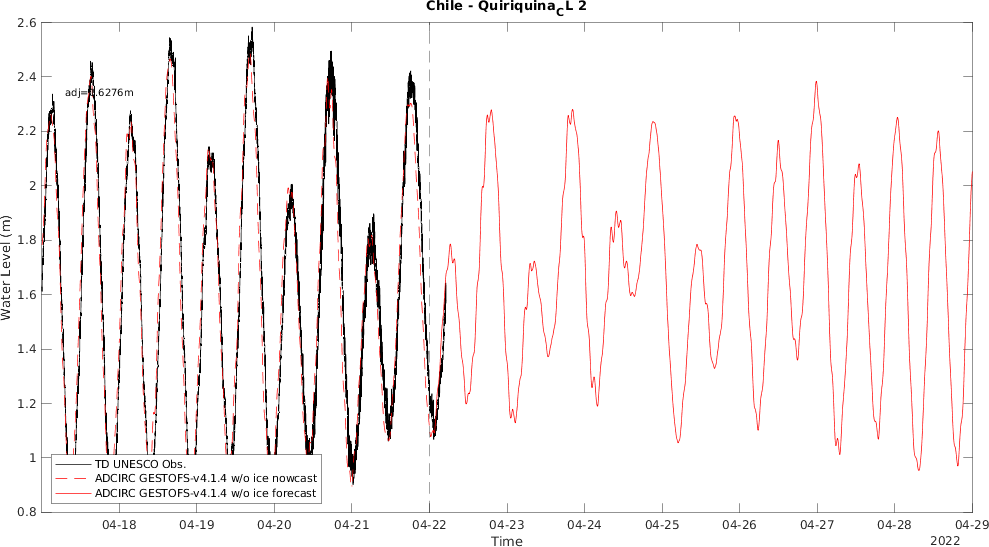 Chile - Quiriquina_CL 2
adj=1.6276m
Water Level (m)
2.6
2.4
2.2
2
1.8
1.6
1.4
1.2
1
0.8
TD UNESCO Obs.
ADCIRC GESTOFS-v4.1.4 w/o ice nowcast
ADCIRC GESTOFS-v4.1.4 w/o ice forecast
04-18 04-19 04-20 04-21 04-22 04-23 04-24 04-25 04-26 04-27 04-28 04-29
Time
2022